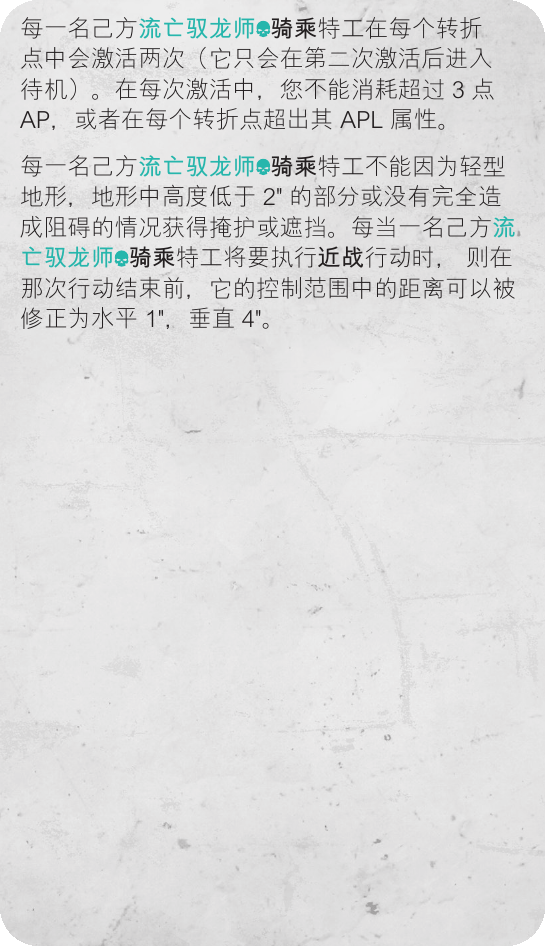 每一名己方流亡驭龙师骑乘特工在每个转折
点中会激活两次（它只会在第二次激活后进入
待机）。在每次激活中，您不能消耗超过 3 点
AP，或者在每个转折点超出其 APL 属性。
每一名己方流亡驭龙师骑乘特工不能因为轻型
地形，地形中高度低于 2" 的部分或没有完全造
成阻碍的情况获得掩护或遮挡。每当一名己方流
亡驭龙师骑乘特工将要执行近战行动时， 则在
那次行动结束前，它的控制范围中的距离可以被
修正为水平 1"，垂直 4"。